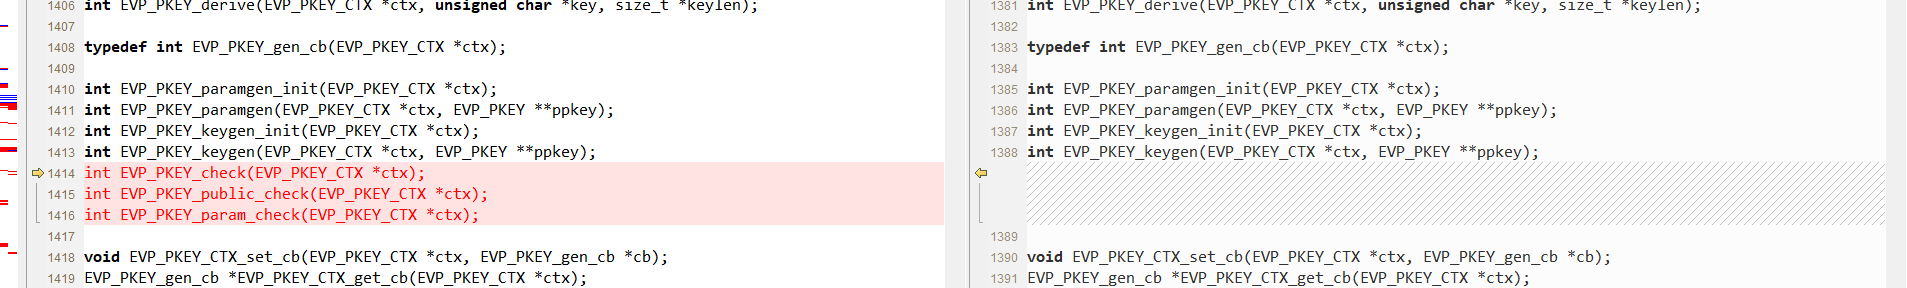 1406 int EVP_PKEY_derive(EVP_PKEY_CTX *ctx, unsigned char *key, size_t *keylen);
1407
1408 typedef int EVP_PKEY_gen_cb(EVP_PKEY_CTX *ctx);
1409
1410 int EVP_PKEY_paramgen_init(EVP_PKEY_CTX *ctx);
1411 int EVP_PKEY_paramgen(EVP_PKEY_CTX *ctx, EVP_PKEY **ppkey);
1412 int EVP_PKEY_keygen_init(EVP_PKEY_CTX *ctx);
1413 int EVP_PKEY_keygen(EVP_PKEY_CTX *ctx, EVP_PKEY **ppkey);
1414 int EVP_PKEY_check(EVP_PKEY_CTX *ctx);
1415 int EVP_PKEY_public_check(EVP_PKEY_CTX *ctx);
1416 int EVP_PKEY_param_check(EVP_PKEY_CTX *ctx);
1417
1418 void EVP_PKEY_CTX_set_cb(EVP_PKEY_CTX *ctx, EVP_PKEY_gen_cb *cb);
1419 EVP_PKEY_gen_cb *EVP_PKEY_CTX_get_cb(EVP_PKEY_CTX *ctx);
1381 int EVP_PKEY_derive(EVP_PKEY_CTX *ctx, unsigned char *key, size_t *keylen);
1382
1383 typedef int EVP_PKEY_gen_cb(EVP_PKEY_CTX *ctx);
1384
1385 int EVP_PKEY_paramgen_init(EVP_PKEY_CTX *ctx);
1386 int EVP_PKEY_paramgen(EVP_PKEY_CTX *ctx, EVP_PKEY **ppkey);
1387 int EVP_PKEY_keygen_init(EVP_PKEY_CTX *ctx);
1388 int EVP_PKEY_keygen(EVP_PKEY_CTX *ctx, EVP_PKEY **ppkey);
1389
1390 void EVP_PKEY_CTX_set_cb(EVP_PKEY_CTX *ctx, EVP_PKEY_gen_cb *cb);
1391 EVP_PKEY_gen_cb *EVP_PKEY_CTX_get_cb(EVP_PKEY_CTX *ctx);